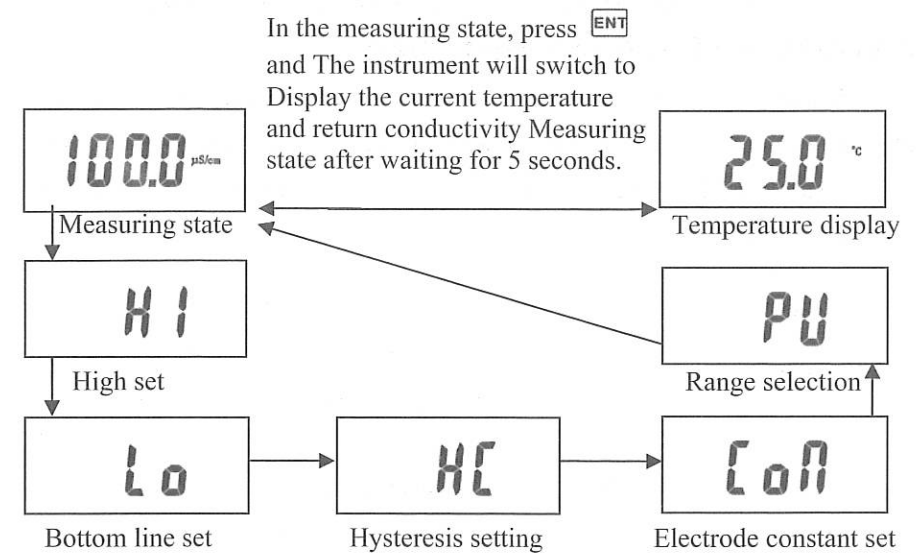 In the measuring state, press ENT
and The instrument will switch to
Display the current temperature
and return conductivity Measuring
state after waiting for 5 seconds.
100.0 µS/cm
25.0 °C
Measuring state
Temperature display
HI
PU
High set
Range selection
Lo
HC
Con
Bottom line set
Hysteresis setting
Electrode constant set